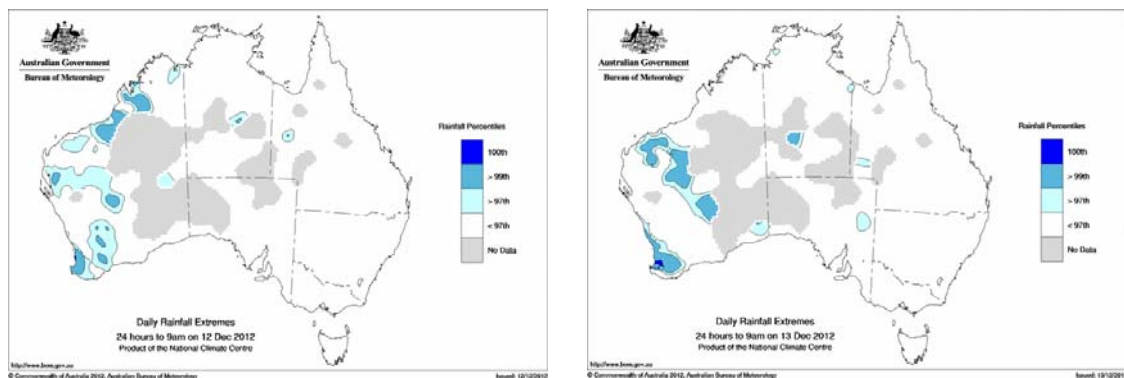 Australian Government
Bureau of Meteorology
Rainfall Percentiles
100th
> 99th
> 97th
< 97th
No Data
Daily Rainfall Extremes
24 hours to 9am on 12 Dec 2012
Product of the National Climate Centre
http://www.bom.gov.au
© Commonwealth of Australia 2012, Australian Bureau of Meteorology
Issued: 12/12/2012
Australian Government
Bureau of Meteorology
Rainfall Percentiles
100th
> 99th
> 97th
< 97th
No Data
Daily Rainfall Extremes
24 hours to 9am on 13 Dec 2012
Product of the National Climate Centre
http://www.bom.gov.au
© Commonwealth of Australia 2012, Australian Bureau of Meteorology
Issued: 13/12/2012